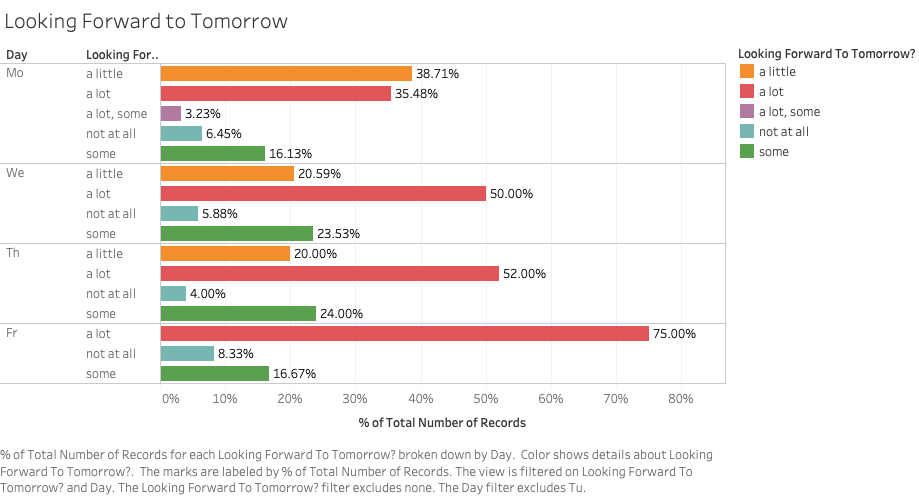 Looking Forward to Tomorrow
Day Looking For..
Mo a little 38.71%
a lot 35.48%
a lot, some 3.23%
not at all 6.45%
some 16.13%
We a little 20.59%
a lot 50.00%
not at all 5.88%
some 23.53%
Th a little 20.00%
a lot 52.00%
not at all 4.00%
some 24.00%
Fr a lot 75.00%
not at all 8.33%
some 16.67%
0% 10% 20% 30% 40% 50% 60% 70% 80%
% of Total Number of Records
Looking Forward To Tomorrow?
a little
a lot
a lot, some
not at all
some
% of Total Number of Records for each Looking Forward To Tomorrow? broken down by Day.  Color shows details about Looking
Forward To Tomorrow?.  The marks are labeled by % of Total Number of Records. The view is filtered on Looking Forward To
Tomorrow? and Day. The Looking Forward To Tomorrow? filter excludes none. The Day filter excludes Tu.